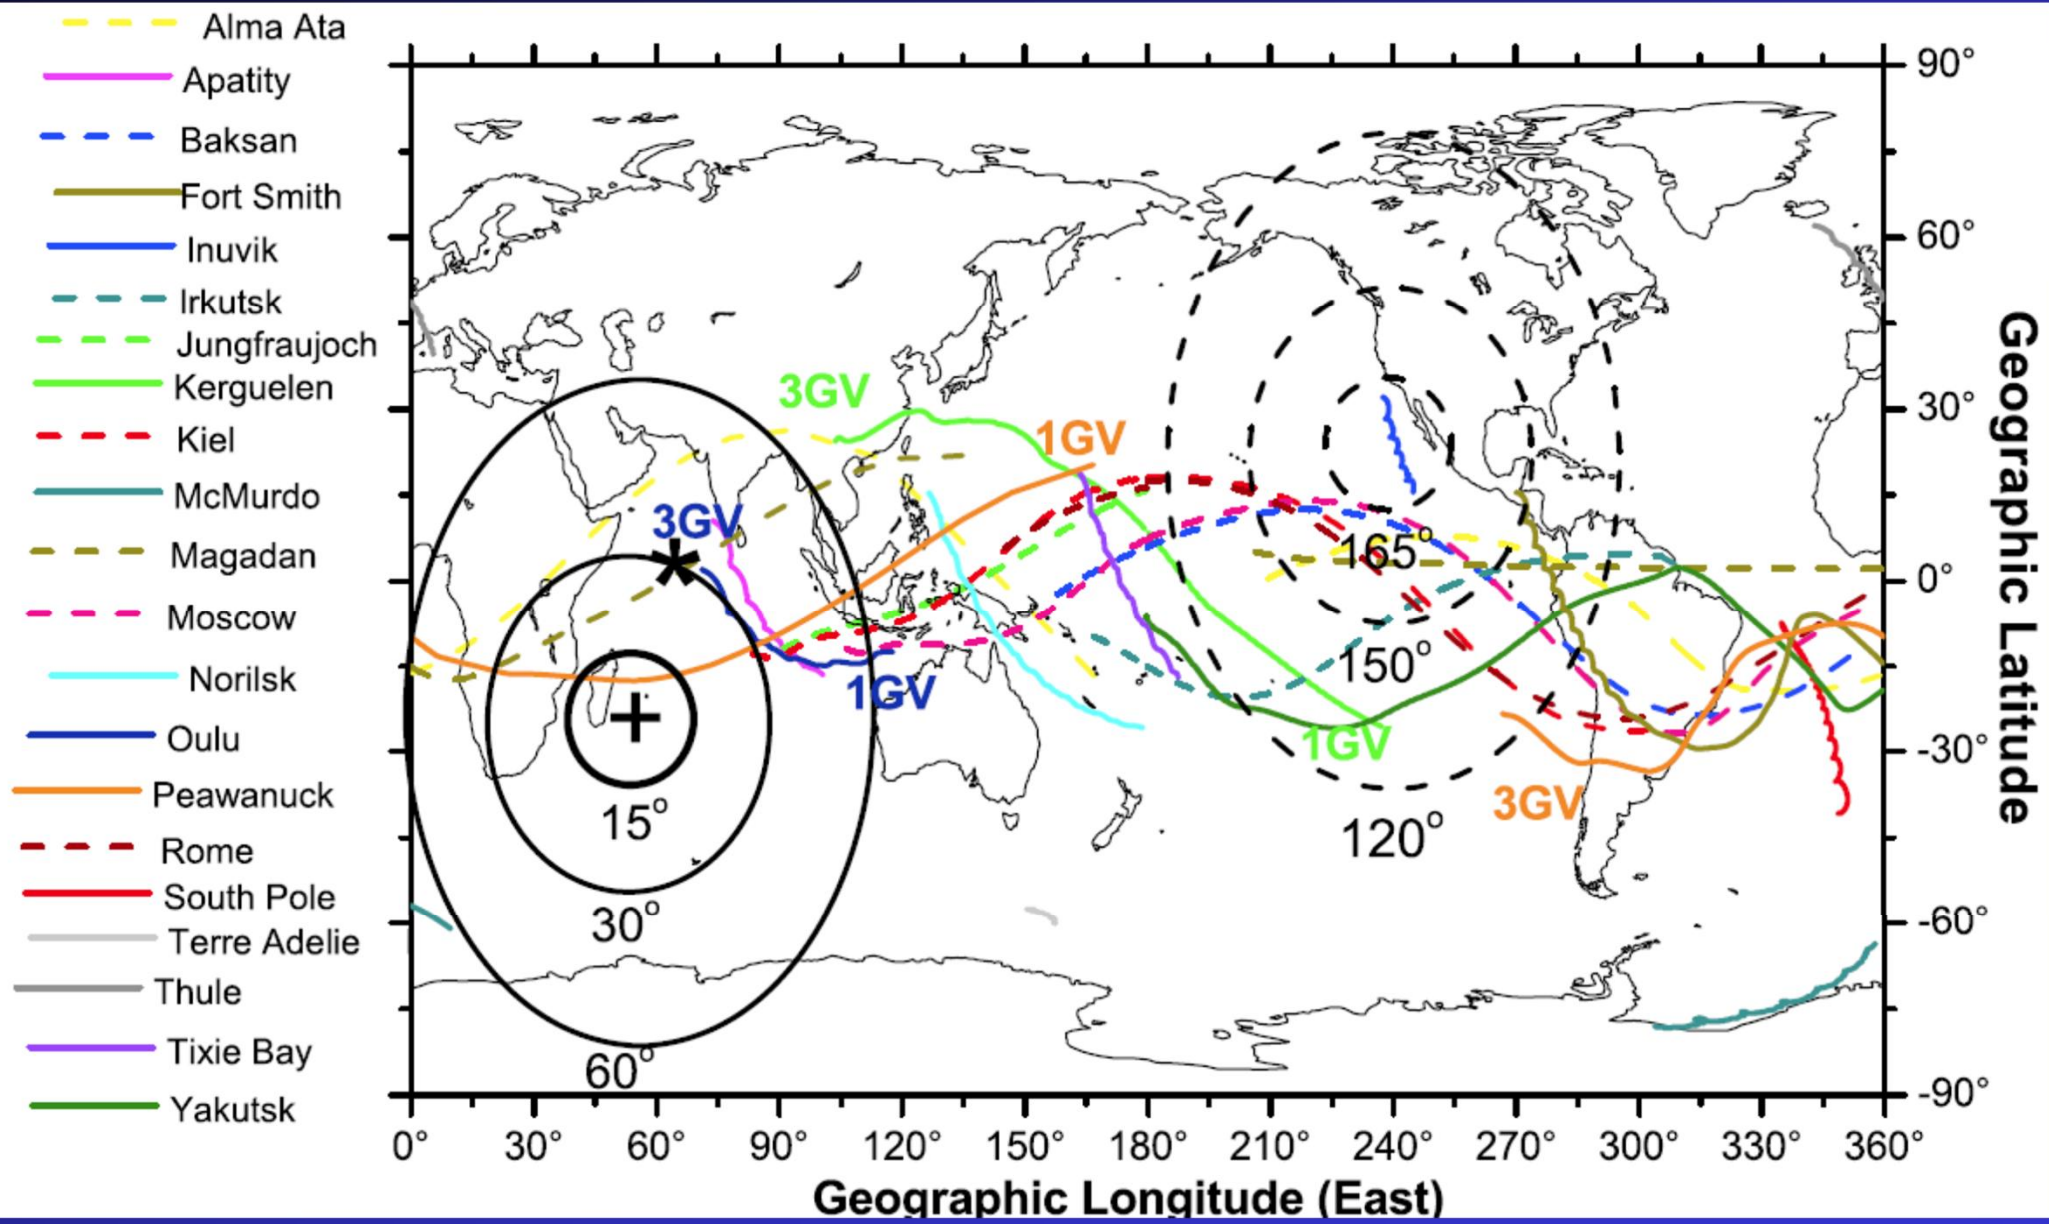 Alma Ata
Apatity
Baksan
Fort Smith
Inuvik
Irkutsk
Jungfraujoch
Kerguelen
Kiel
McMurdo
Magadan
Moscow
Norilsk
Oulu
Peawanuck
Rome
South Pole
Terre Adelie
Thule
Tixie Bay
Yakutsk
3GV
1GV
3GV
1GV
1GV
3GV
*
+
15°
30°
60°
165°
150°
120°
90°
60°
30°
0°
-30°
-60°
-90°
Geographic Latitude
0° 30° 60° 90° 120° 150° 180° 210° 240° 270° 300° 330° 360°
Geographic Longitude (East)